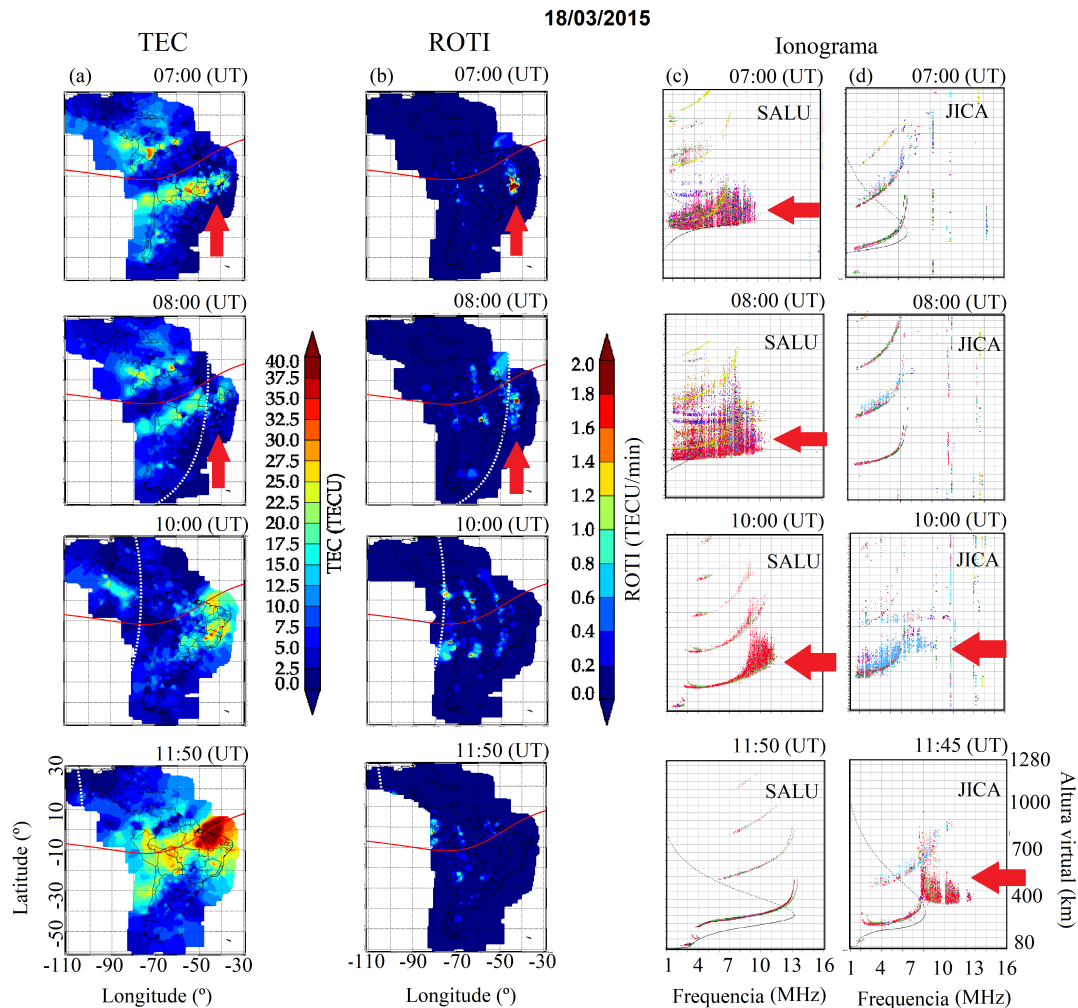 18/03/2015
TEC
ROTI
Ionograma
(a) 07:00 (UT)
(b) 07:00 (UT)
(c) 07:00 (UT)
(d) 07:00 (UT)
SALU
JICA
08:00 (UT)
08:00 (UT)
08:00 (UT)
08:00 (UT)
SALU
JICA
40.0
37.5
35.0
32.5
30.0
27.5
25.0
22.5
20.0
17.5
15.0
12.5
10.0
7.5
5.0
2.5
0.0
TEC (TECU)
2.0
1.8
1.6
1.4
1.2
1.0
0.8
0.6
0.4
0.2
0.0
ROTI (TECU/min)
10:00 (UT)
10:00 (UT)
10:00 (UT)
10:00 (UT)
SALU
JICA
11:50 (UT)
11:50 (UT)
11:50 (UT)
11:45 (UT)
SALU
JICA
30
10
-10
-30
-50
Latitude (º)
1280
1000
700
400
80
Altura virtual (km)
-110 -90 -70 -50 -30
-110 -90 -70 -50 -30
1 4 7 10 13 16
1 4 7 10 13 16
Longitude (º)
Longitude (º)
Frequencia (MHz)
Frequencia (MHz)